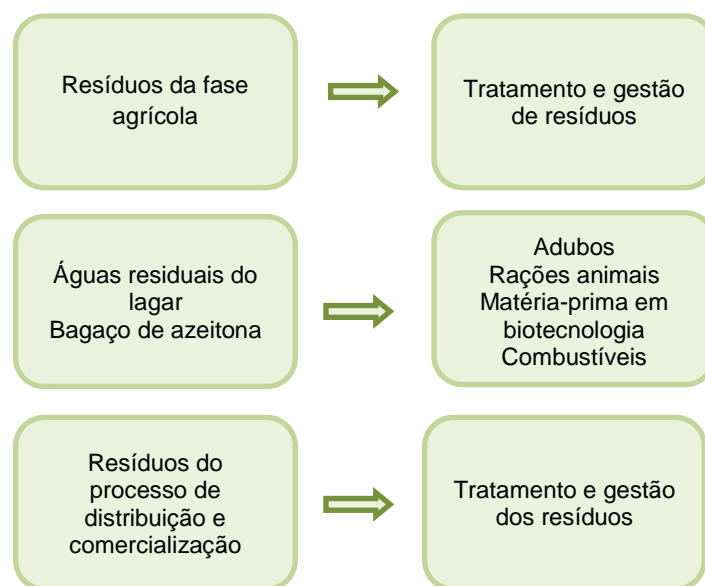 Resíduos da fase
agrícola
Tratamento e gestão
de resíduos
Águas residuais do
lagar
Bagaço de azeitona
Adubos
Rações animais
Matéria-prima em
biotecnologia
Combustíveis
Resíduos do
processo de
distribuição e
comercialização
Tratamento e gestão
dos resíduos